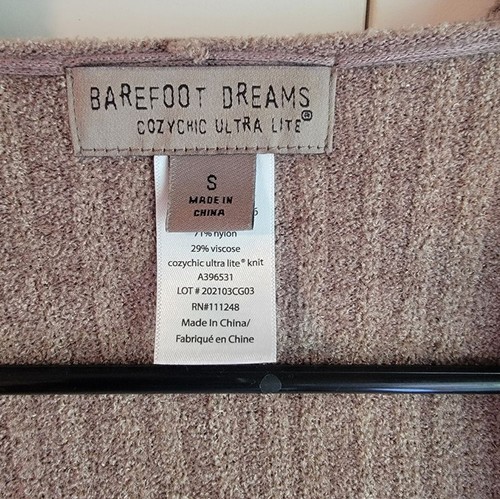 BAREFOOT DREAMS
COZYCHIC ULTRA LITE®
S
MADE IN
CHINA
71% nylon
29% viscose
cozychic ultra lite® knit
A396531
LOT # 202103CG03
RN#111248
Made In China/
Fabriqué en Chine